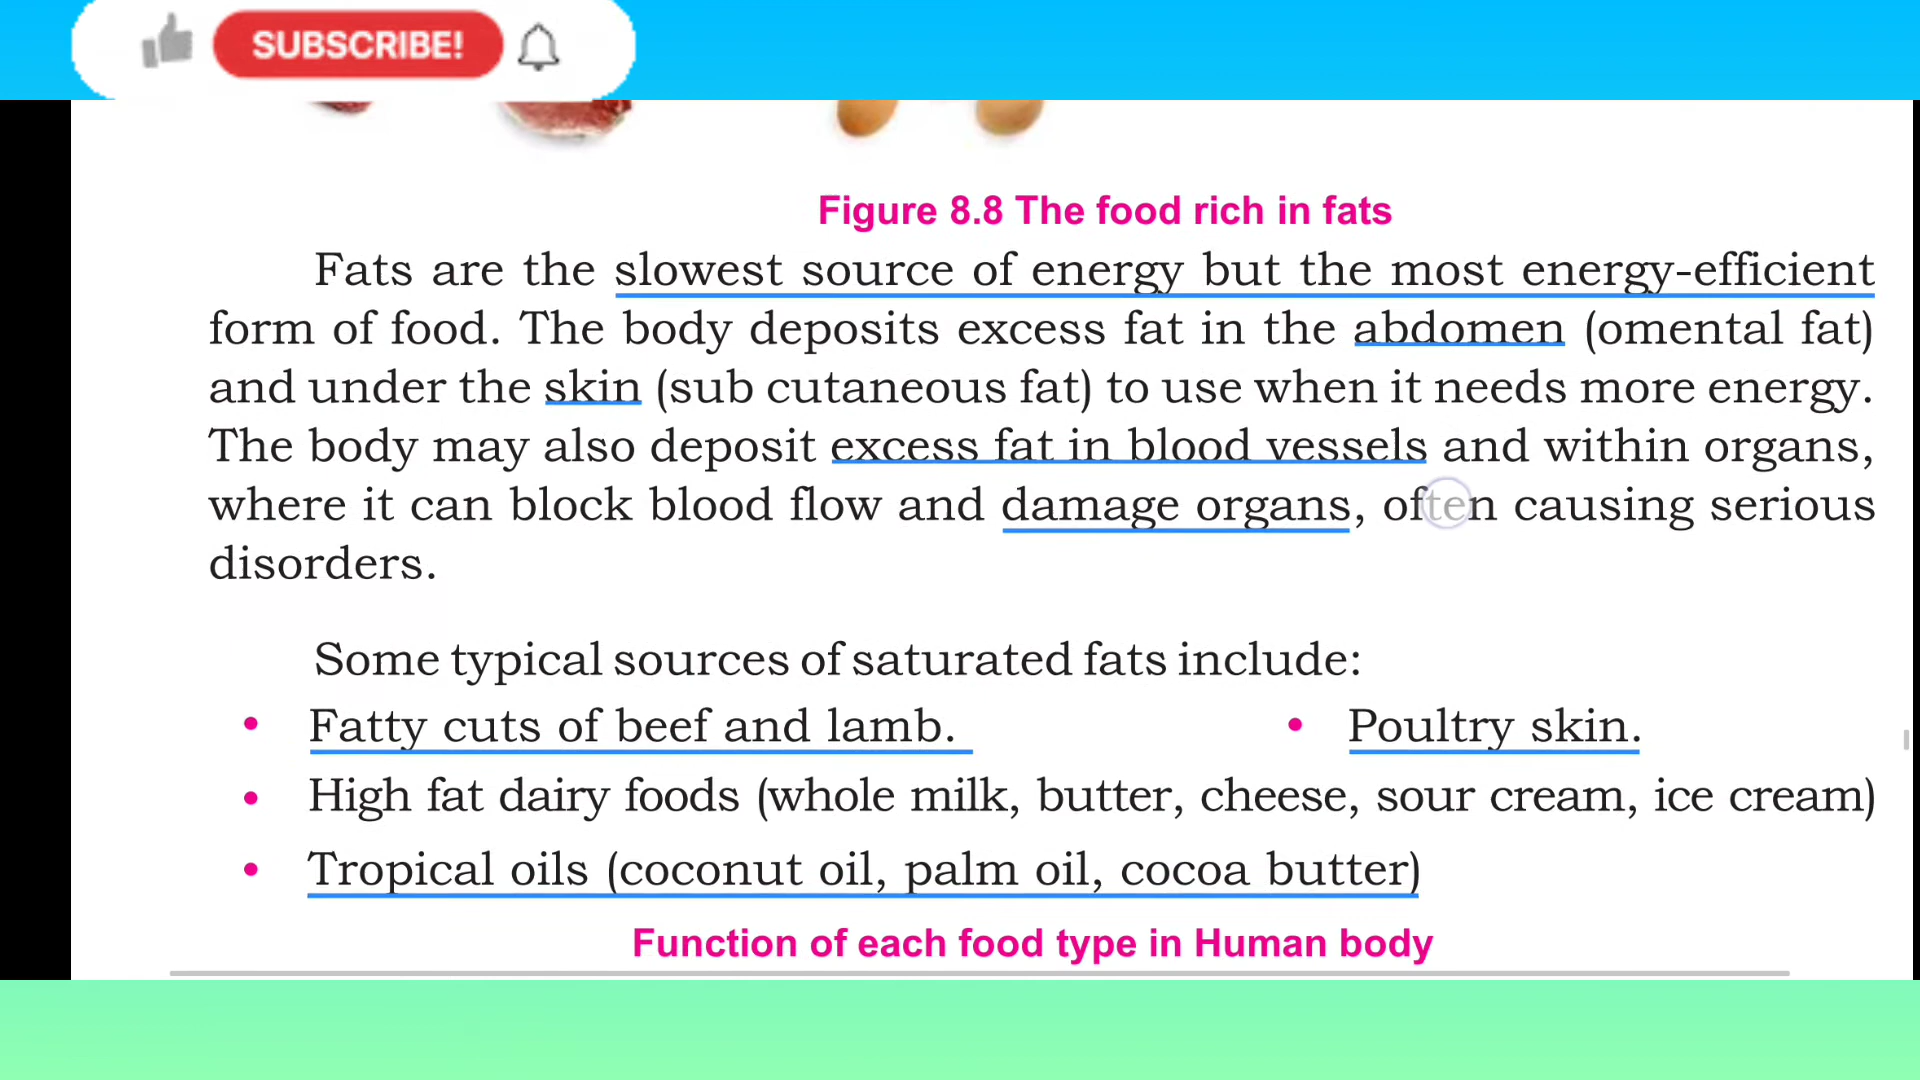 SUBSCRIBE!
Figure 8.8 The food rich in fats
Fats are the slowest source of energy but the most energy-efficient
form of food. The body deposits excess fat in the abdomen (omental fat)
and under the skin (sub cutaneous fat) to use when it needs more energy.
The body may also deposit excess fat in blood vessels and within organs,
where it can block blood flow and damage organs, often causing serious
disorders.
Some typical sources of saturated fats include:
• Fatty cuts of beef and lamb. • Poultry skin.
• High fat dairy foods (whole milk, butter, cheese, sour cream, ice cream)
• Tropical oils (coconut oil, palm oil, cocoa butter)
Function of each food type in Human body